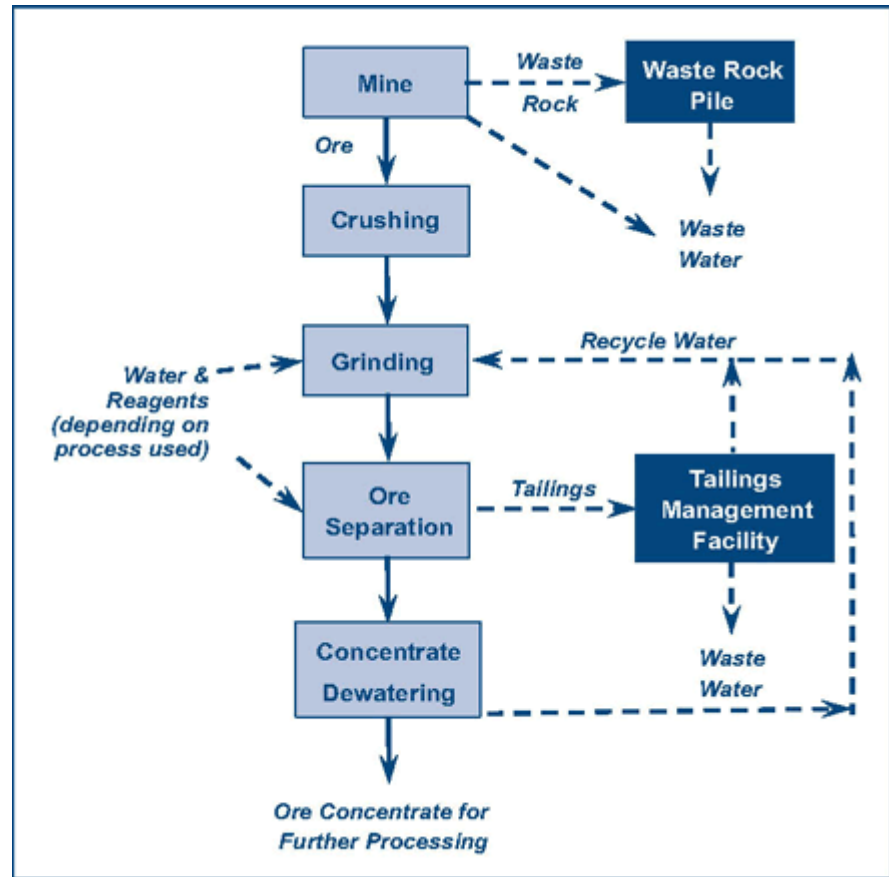 Mine
Waste
Rock
Waste Rock
Pile
Ore
Crushing
Waste
Water
Grinding
Recycle Water
Water &
Reagents
(depending on
process used)
Ore
Separation
Tailings
Tailings
Management
Facility
Concentrate
Dewatering
Waste
Water
Ore Concentrate for
Further Processing